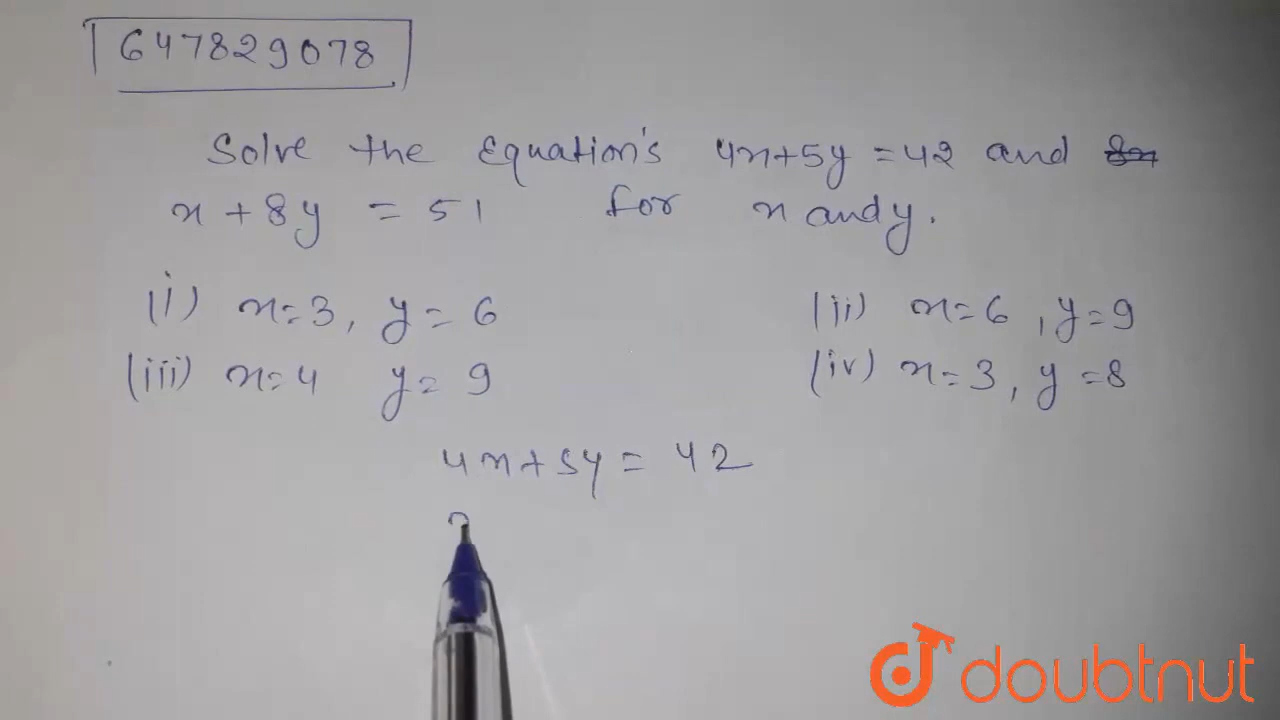 647829078
Solve the Equation's 4x+5y = 42 and 8x
x + 8y = 51 for x and y.
(i) x=3, y = 6 (ii) x=6, y=9
(iii) x=4 y= 9 (iv) x=3, y=8
4x+5y = 42
doubtnut